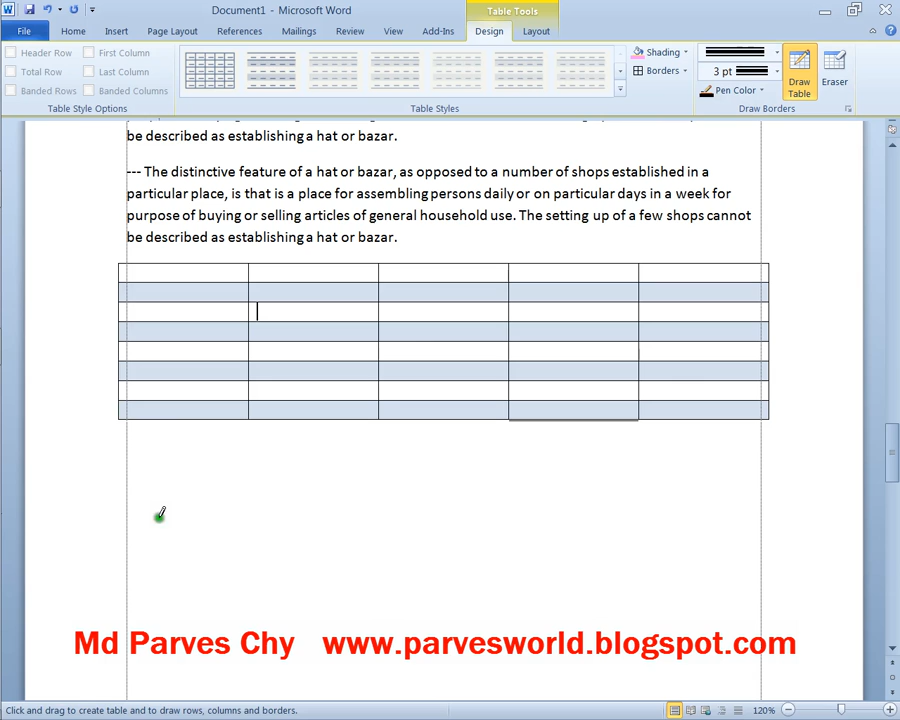 Document1 - Microsoft Word
Table Tools
File Home Insert Page Layout References Mailings Review View Add-Ins Design Layout
Header Row First Column
Total Row Last Column
Banded Rows Banded Columns
Table Style Options
Table Styles
Shading
Borders
3 pt
Pen Color
Draw Table
Eraser
Draw Borders
be described as establishing a hat or bazar.
--- The distinctive feature of a hat or bazar, as opposed to a number of shops established in a
particular place, is that is a place for assembling persons daily or on particular days in a week for
purpose of buying or selling articles of general household use. The setting up of a few shops cannot
be described as establishing a hat or bazar.
Md Parves Chy www.parvesworld.blogspot.com
Click and drag to create table and to draw rows, columns and borders.
120%